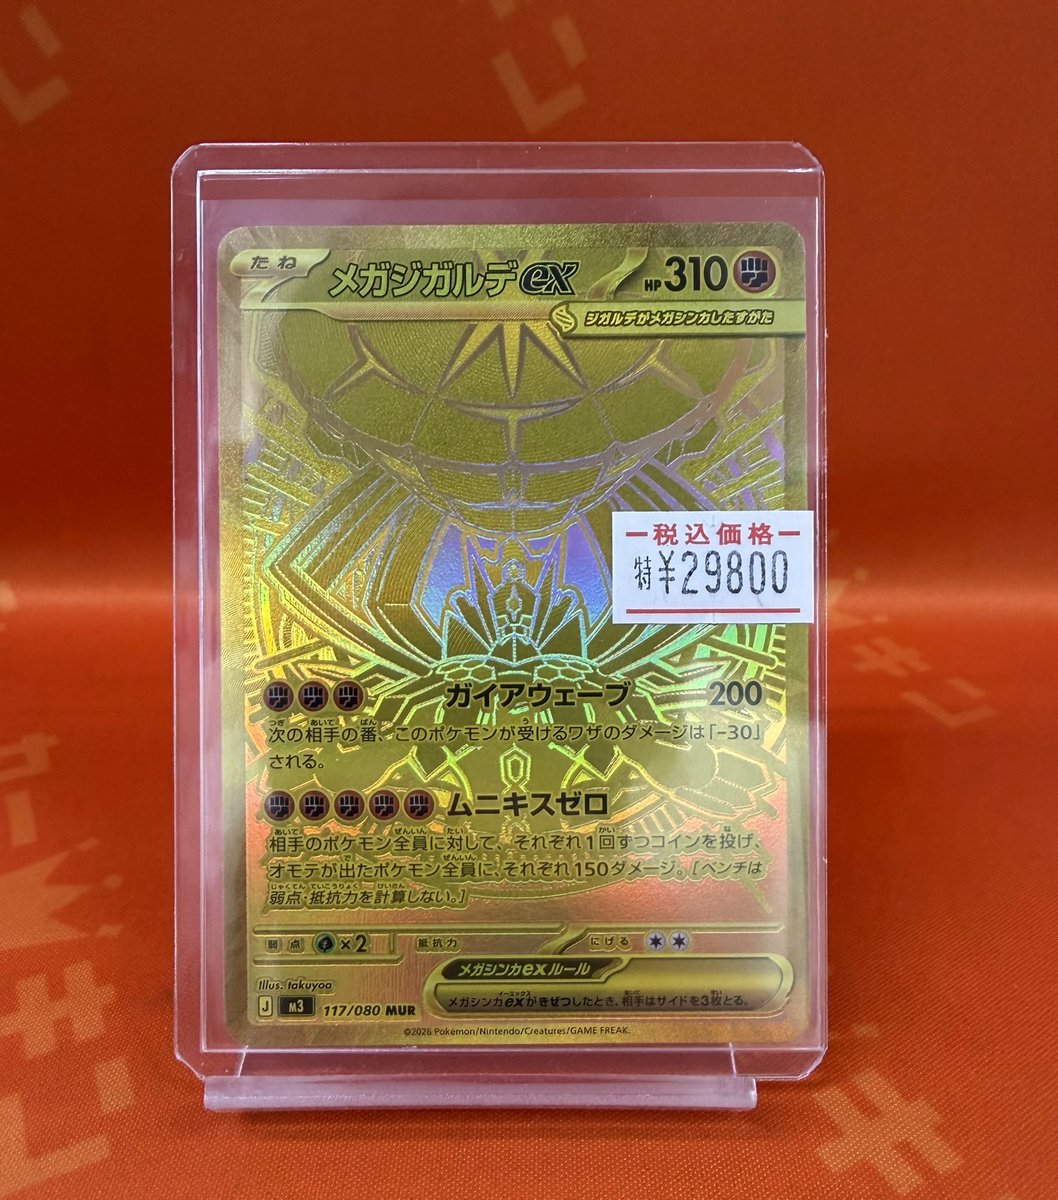 たね メガジガルデex HP 310
ジガルデがメガシンカしたすがた
ー税込価格ー
特¥29800
ガイアウェーブ 200
次の相手の番、このポケモンが受けるワザのダメージは「-30」
される。
ムニキスゼロ
相手のポケモン全員に対して、それぞれ1回ずつコインを投げ、
オモテが出たポケモン全員に、それぞれ150ダメージ。[ベンチは
弱点・抵抗力を計算しない。]
弱点 ×2 抵抗力 にげる
メガシンカexルール
メガシンカexがきぜつしたとき、相手はサイドを3枚とる。
Illus. takuyoa
J M3 117/080 MUR
©2026 Pokémon/Nintendo/Creatures/GAME FREAK.